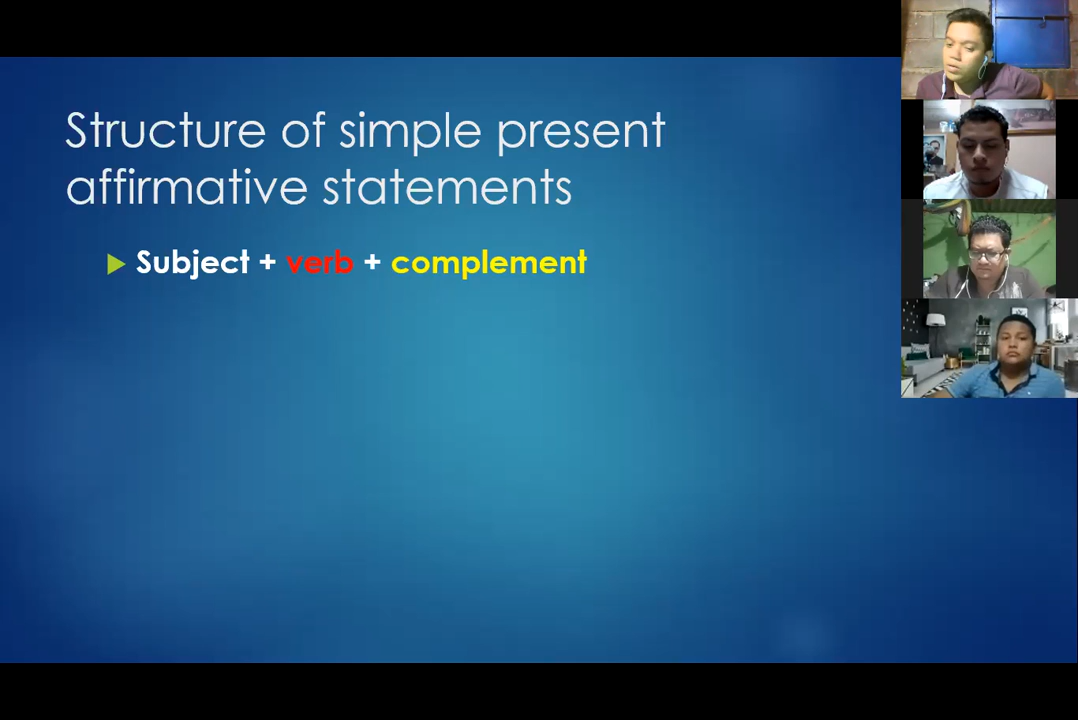 Structure of simple present
affirmative statements
Subject + verb + complement